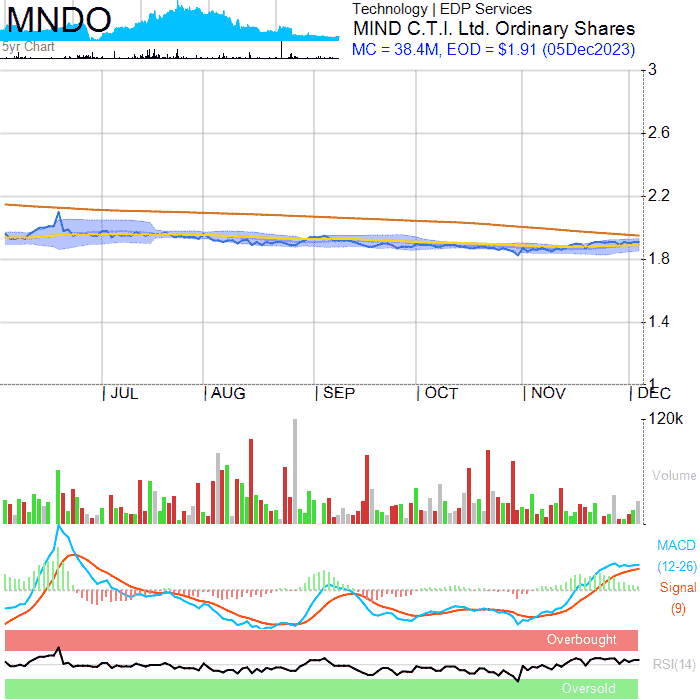 MNDO
Technology | EDP Services
MIND C.T.I. Ltd. Ordinary Shares
MC = 38.4M, EOD = $1.91 (05Dec2023)
5yr Chart
3
2.6
2.2
1.8
1.4
1
| JUL | AUG | SEP | OCT | NOV | DEC
120k
Volume
MACD
(12-26)
Signal
(9)
Overbought
RSI(14)
Oversold